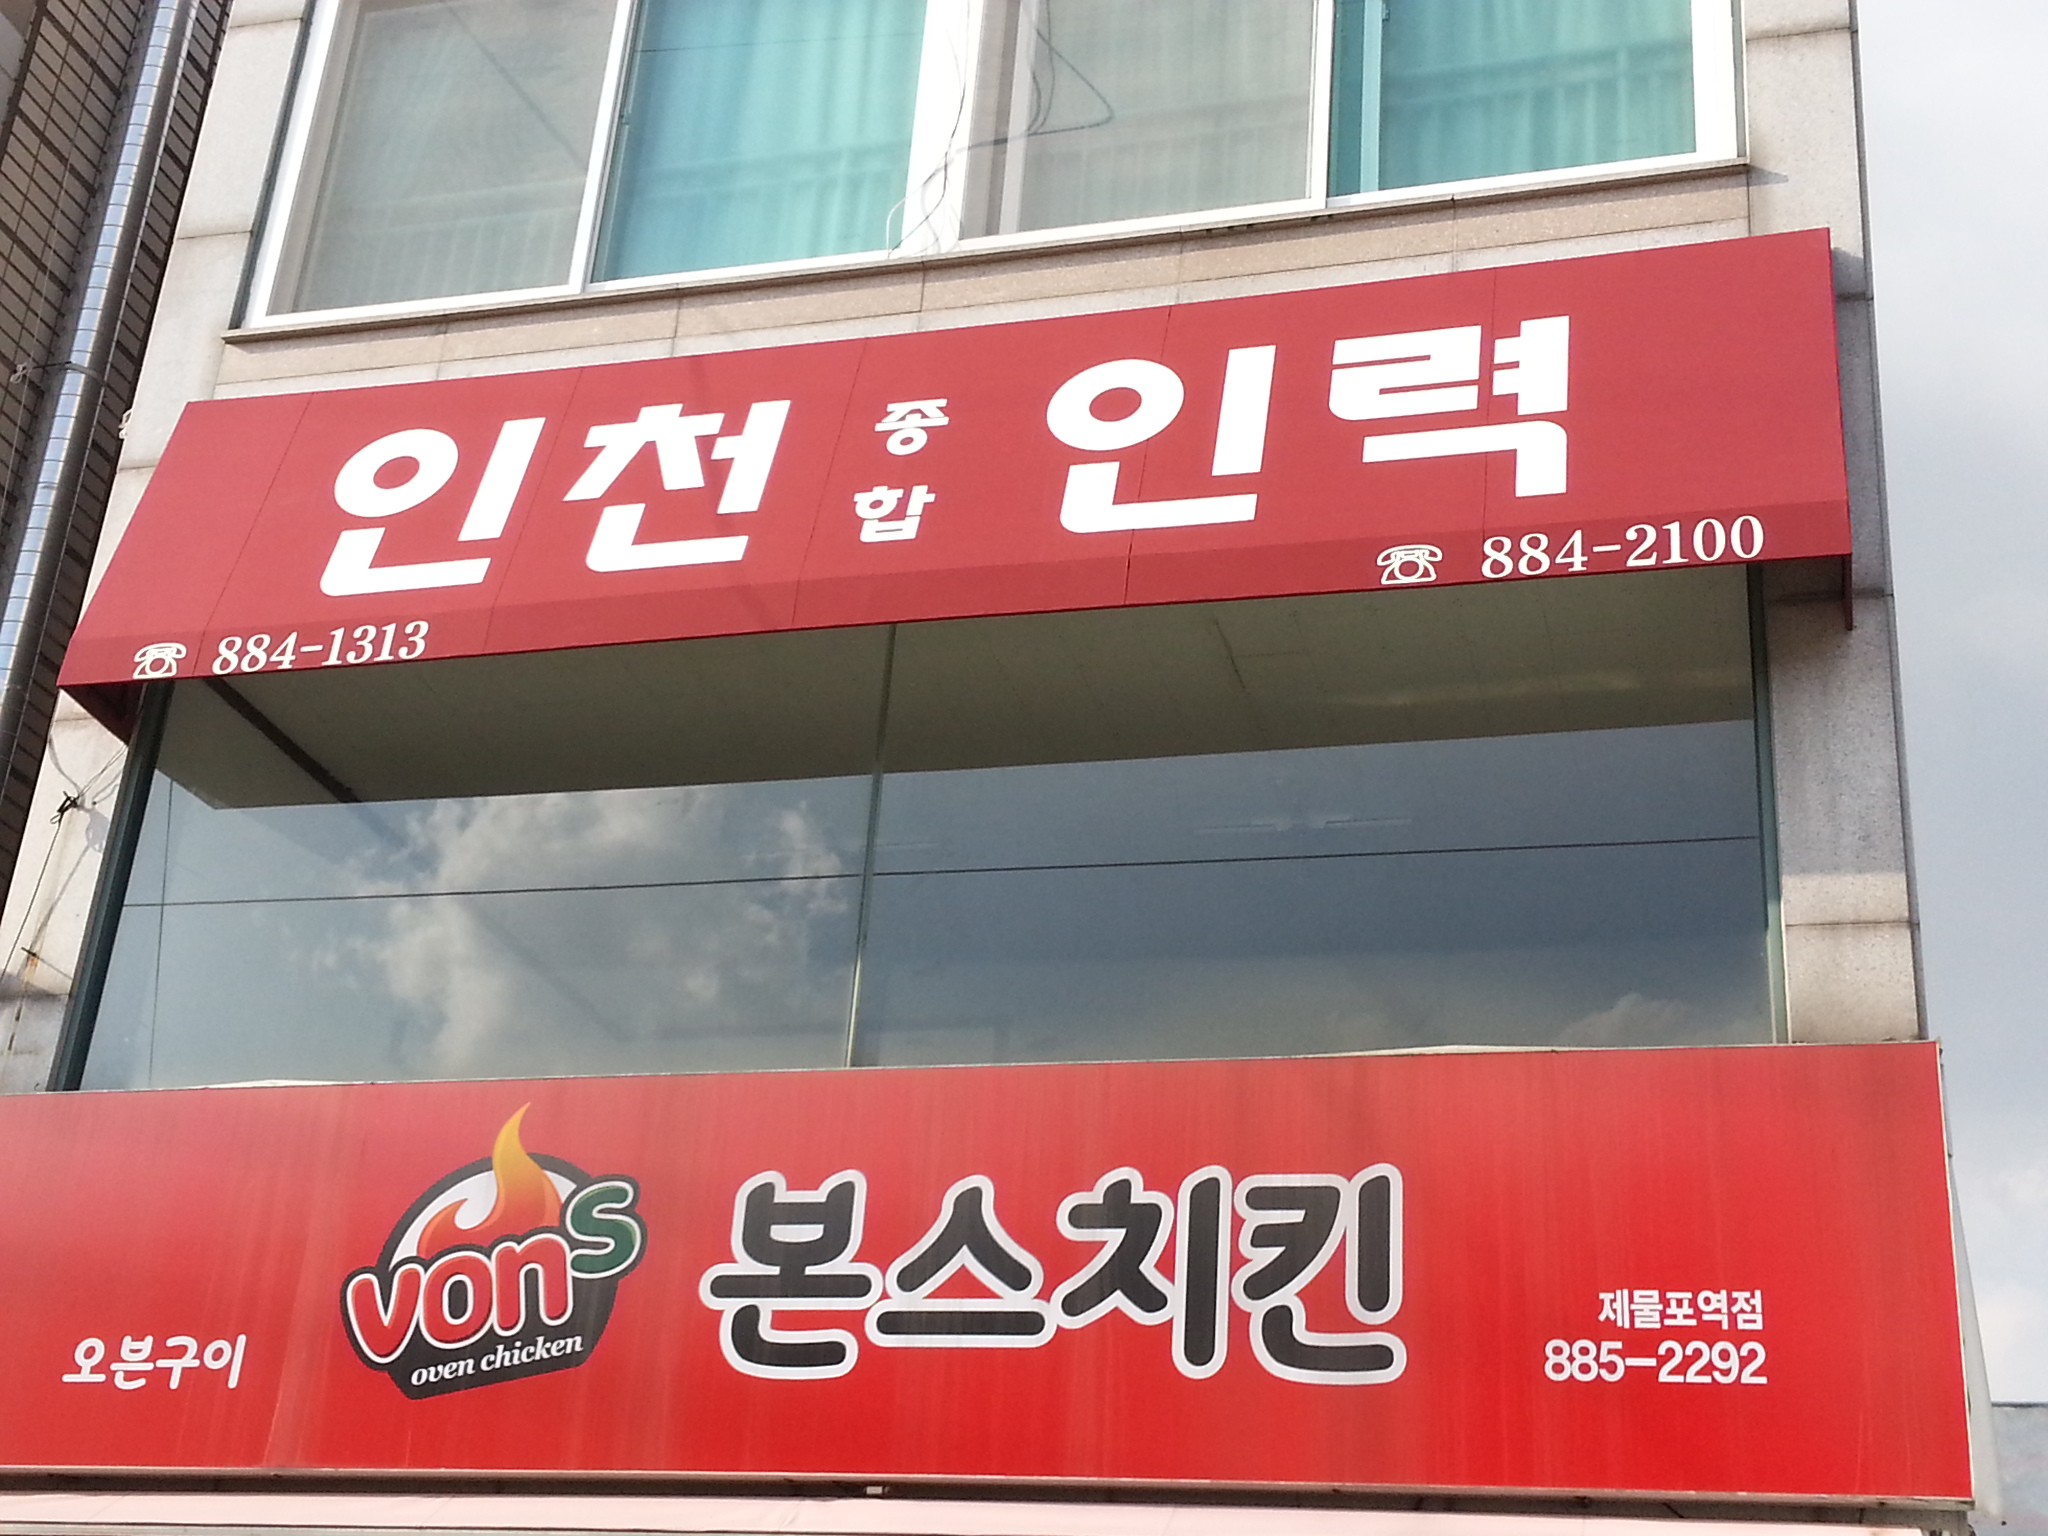 인천 종합 인력
☏ 884-1313
☏ 884-2100
오븐구이
von's
oven chicken
본스치킨
제물포역점
885-2292